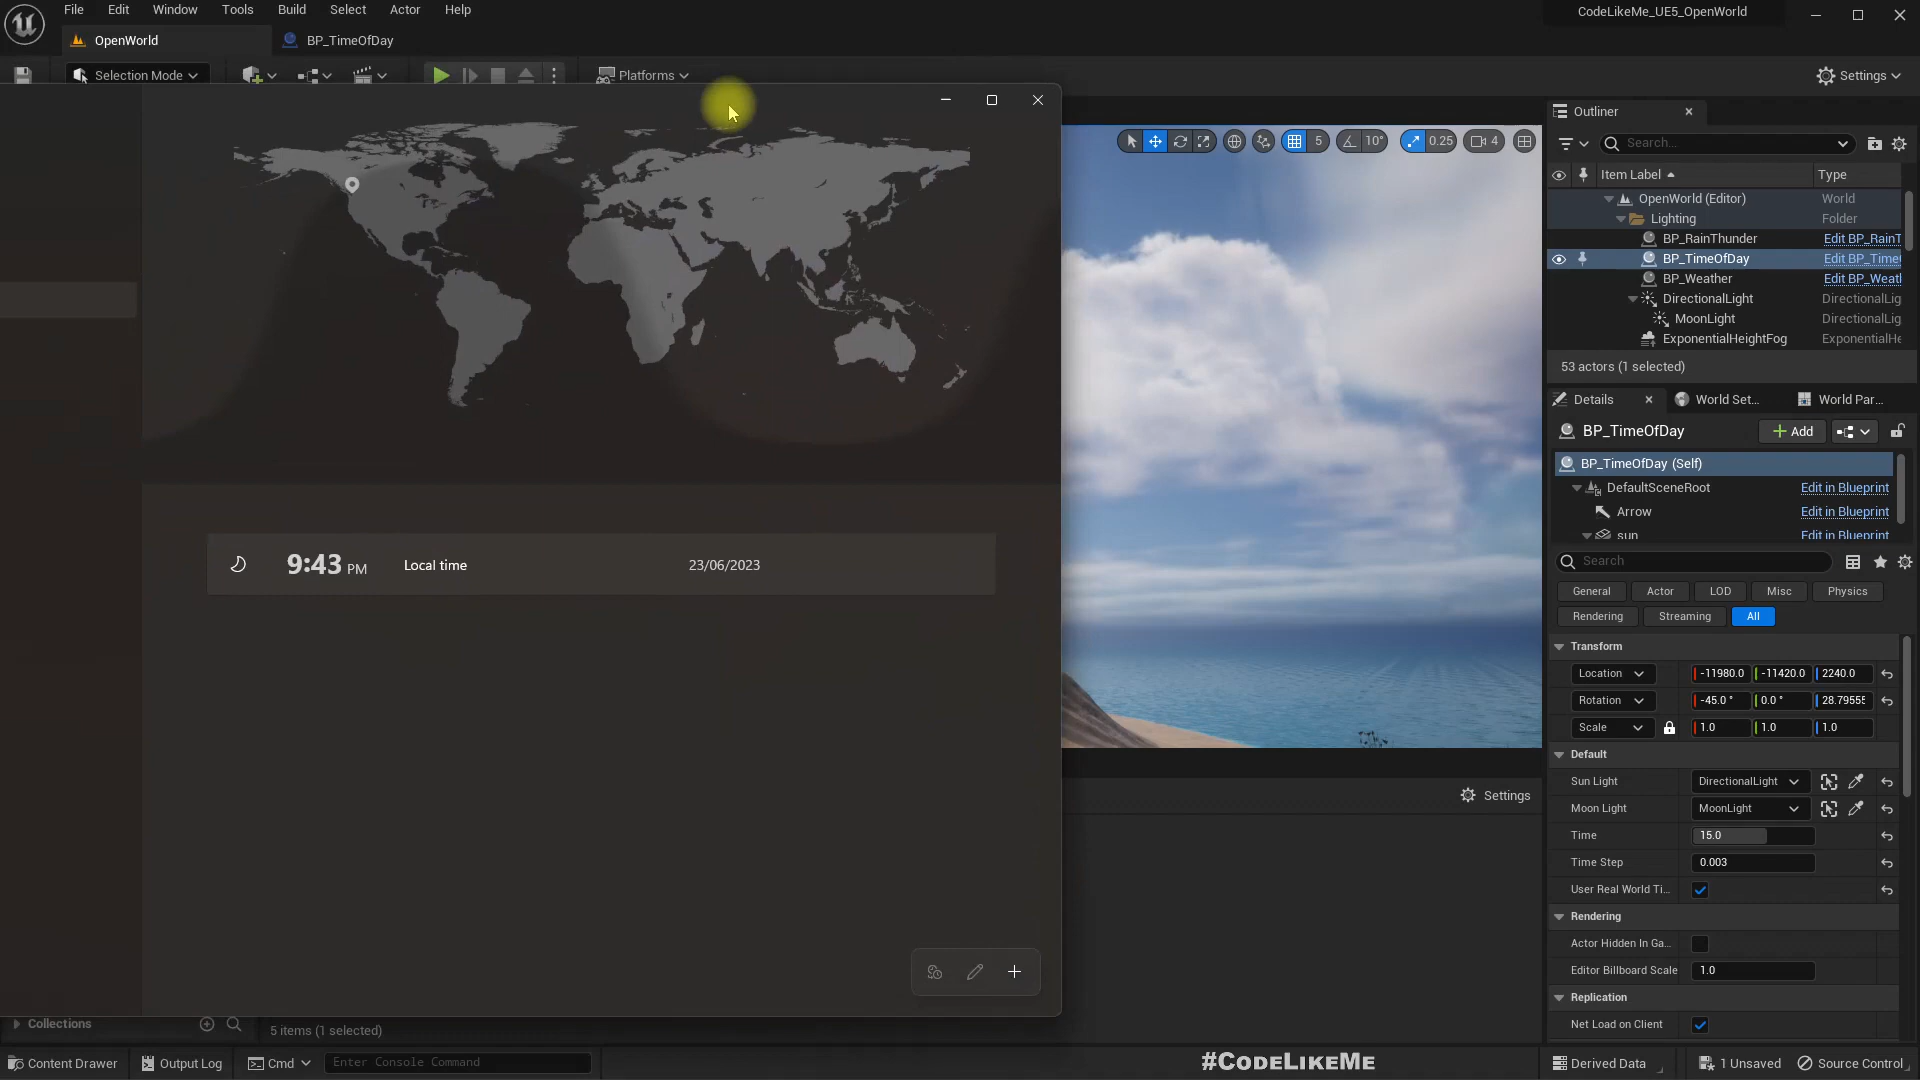 File Edit Window Tools Build Select Actor Help
CodeLikeMe_UE5_OpenWorld
OpenWorld
BP_TimeOfDay
Selection Mode
Platforms
Settings
5
10°
0.25
4
Outliner
Search...
Item Label
Type
OpenWorld (Editor) World
Lighting Folder
BP_RainThunder Edit BP_RainT
BP_TimeOfDay Edit BP_Time
BP_Weather Edit BP_Weat
DirectionalLight DirectionalLig
MoonLight DirectionalLig
ExponentialHeightFog ExponentialHe
53 actors (1 selected)
Details
World Set...
World Par...
BP_TimeOfDay
Add
BP_TimeOfDay (Self)
DefaultSceneRoot Edit in Blueprint
Arrow Edit in Blueprint
sun Edit in Blueprint
Search
General Actor LOD Misc Physics
Rendering Streaming All
Transform
Location -11980.0 -11420.0 2240.0
Rotation -45.0 ° 0.0 ° 28.79555
Scale 1.0 1.0 1.0
Default
Sun Light DirectionalLight
Moon Light MoonLight
Time 15.0
Time Step 0.003
User Real World Ti...
Rendering
Actor Hidden In Ga...
Editor Billboard Scale 1.0
Replication
Net Load on Client
9:43 PM Local time 23/06/2023
Settings
Collections
5 items (1 selected)
Content Drawer
Output Log
Cmd
Enter Console Command
#CodeLikeMe
Derived Data
1 Unsaved
Source Control